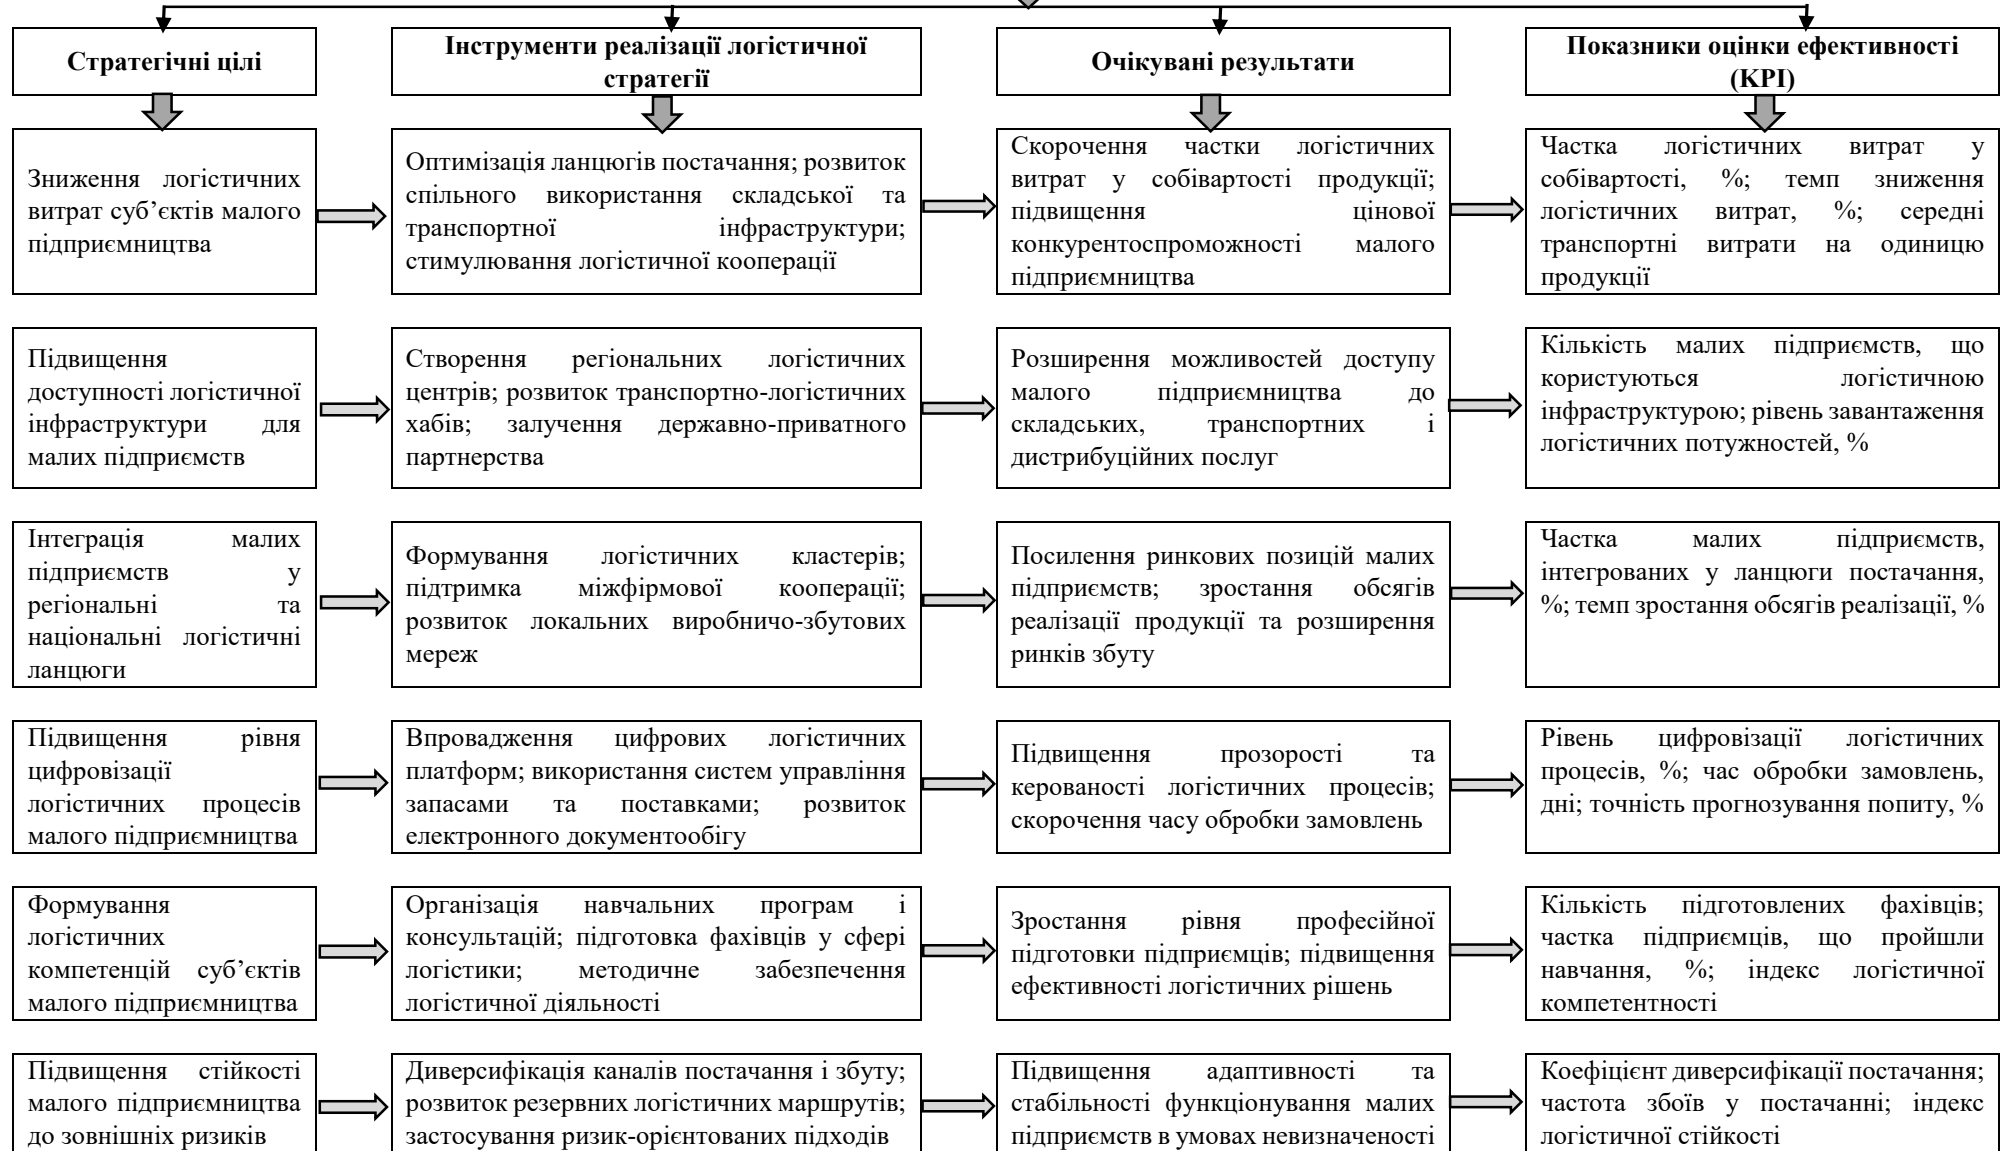 Стратегічні цілі
Інструменти реалізації логістичної
стратегії
Очікувані результати
Показники оцінки ефективності
(KPI)
Зниження логістичних
витрат суб’єктів малого
підприємництва
Оптимізація ланцюгів постачання; розвиток
спільного використання складської та
транспортної інфраструктури;
стимулювання логістичної кооперації
Скорочення частки логістичних
витрат у собівартості продукції;
підвищення цінової
конкурентоспроможності малого
підприємництва
Частка логістичних витрат у
собівартості, %; темп зниження
логістичних витрат, %; середні
транспортні витрати на одиницю
продукції
Підвищення
доступності логістичної
інфраструктури для
малих підприємств
Створення регіональних логістичних
центрів; розвиток транспортно-логістичних
хабів; залучення державно-приватного
партнерства
Розширення можливостей доступу
малого підприємництва до
складських, транспортних і
дистрибуційних послуг
Кількість малих підприємств, що
користуються логістичною
інфраструктурою; рівень завантаження
логістичних потужностей, %
Інтеграція малих
підприємств у
регіональні та
національні логістичні
ланцюги
Формування логістичних кластерів;
підтримка міжфірмової кооперації;
розвиток локальних виробничо-збутових
мереж
Посилення ринкових позицій малих
підприємств; зростання обсягів
реалізації продукції та розширення
ринків збуту
Частка малих підприємств,
інтегрованих у ланцюги постачання,
%; темп зростання обсягів реалізації, %
Підвищення рівня
цифровізації
логістичних процесів
малого підприємництва
Впровадження цифрових логістичних
платформ; використання систем управління
запасами та поставками; розвиток
електронного документообігу
Підвищення прозорості та
керованості логістичних процесів;
скорочення часу обробки замовлень
Рівень цифровізації логістичних
процесів, %; час обробки замовлень,
дні; точність прогнозування попиту, %
Формування
логістичних
компетенцій суб’єктів
малого підприємництва
Організація навчальних програм і
консультацій; підготовка фахівців у сфері
логістики; методичне забезпечення
логістичної діяльності
Зростання рівня професійної
підготовки підприємців; підвищення
ефективності логістичних рішень
Кількість підготовлених фахівців;
частка підприємців, що пройшли
навчання, %; індекс логістичної
компетентності
Підвищення стійкості
малого підприємництва
до зовнішніх ризиків
Диверсифікація каналів постачання і збуту;
розвиток резервних логістичних маршрутів;
застосування ризик-орієнтованих підходів
Підвищення адаптивності та
стабільності функціонування малих
підприємств в умовах невизначеності
Коефіцієнт диверсифікації постачання;
частота збоїв у постачанні; індекс
логістичної стійкості